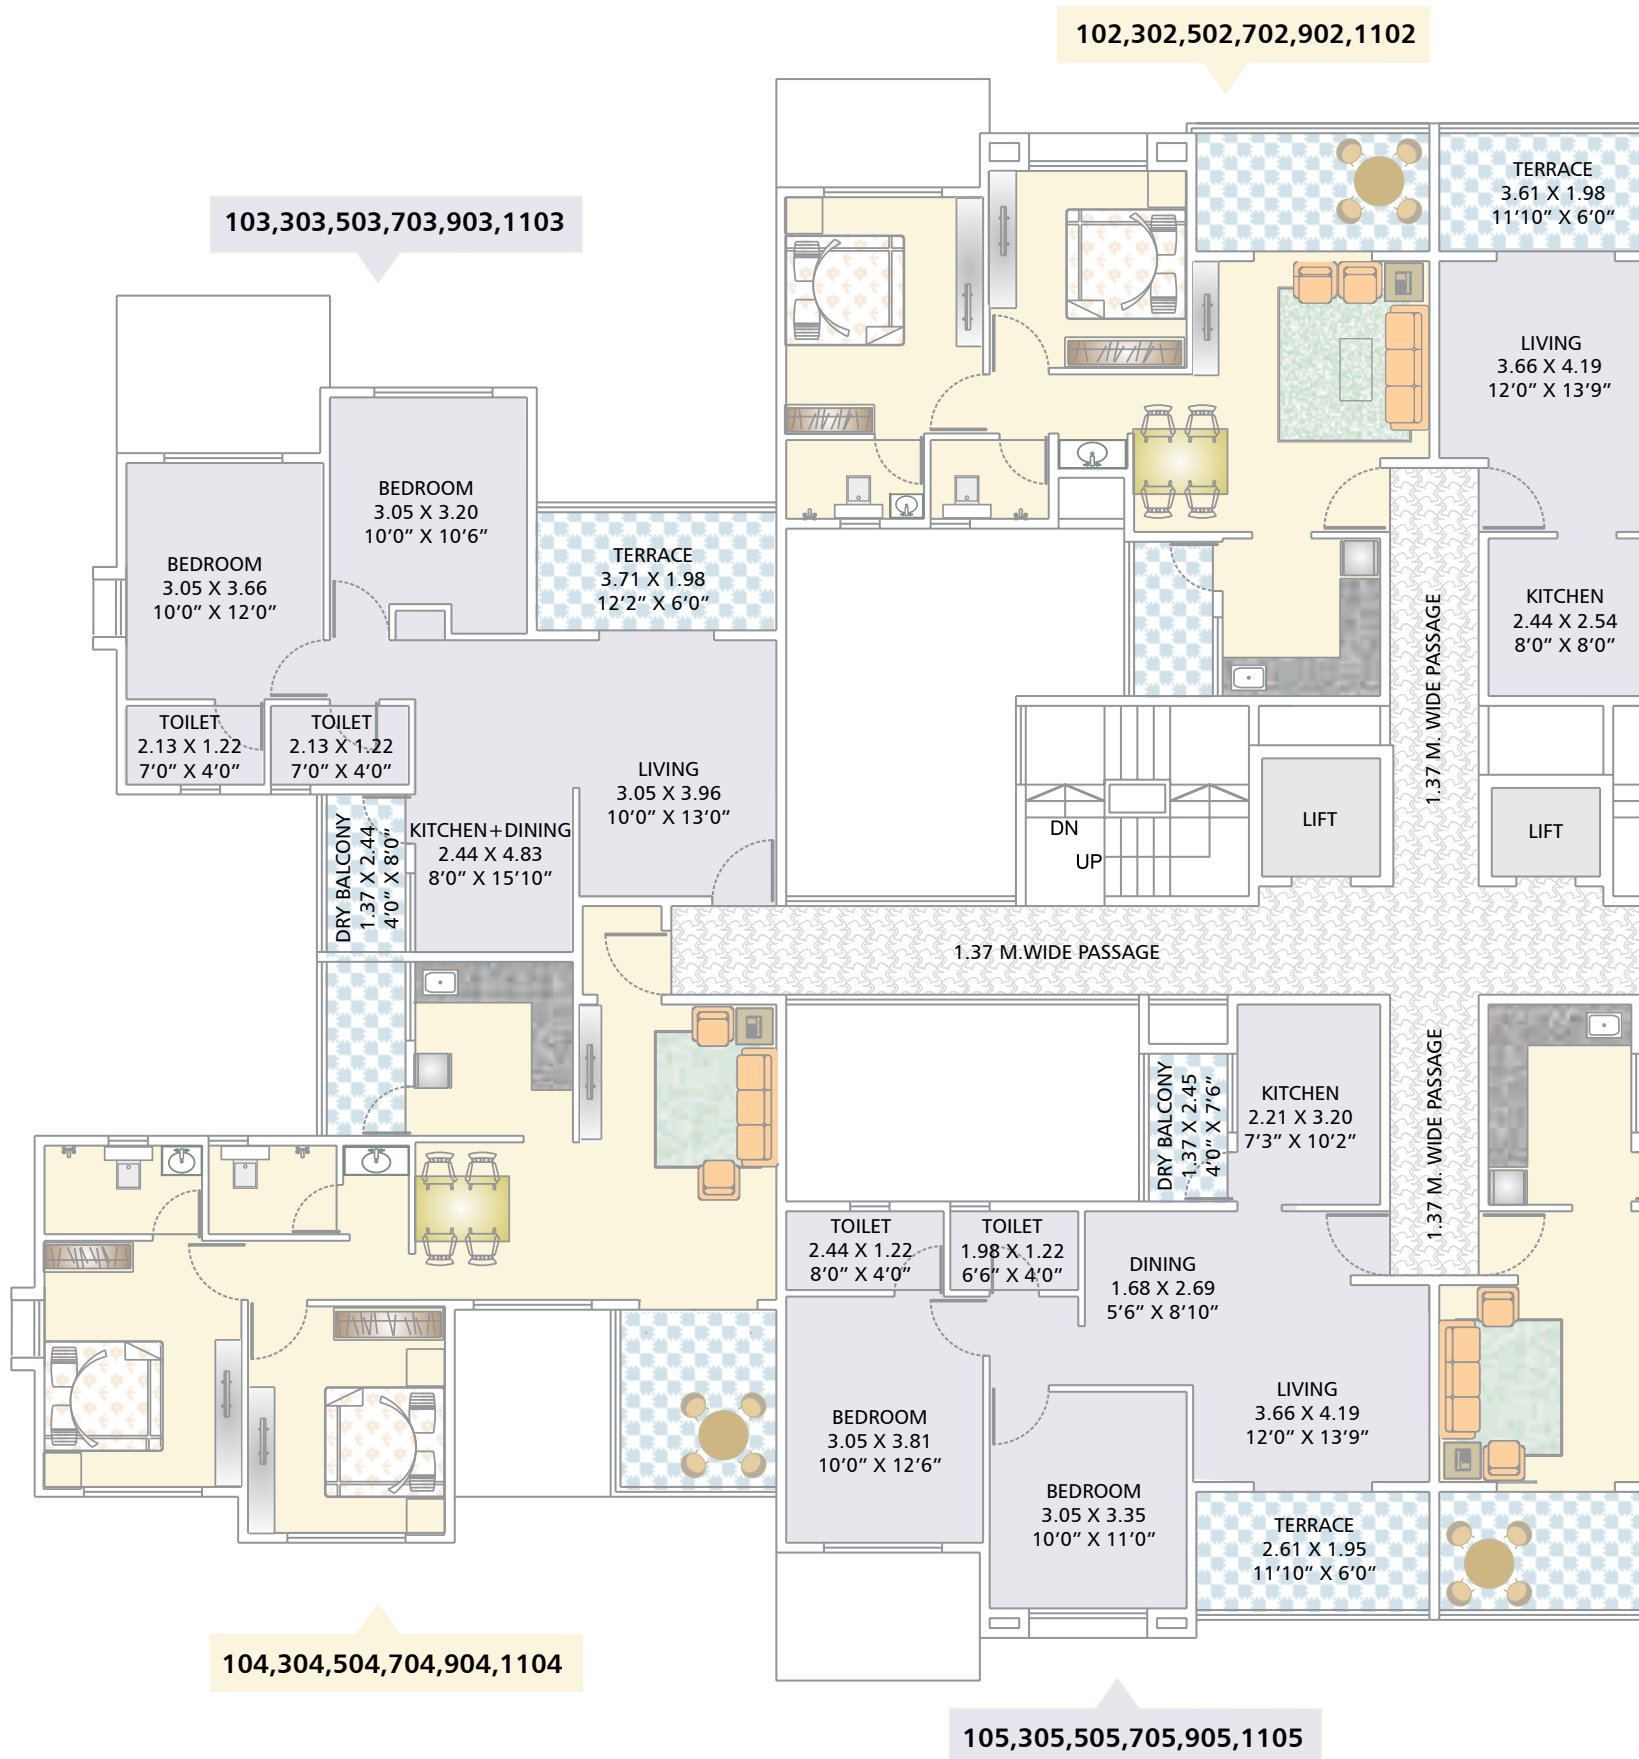 102,302,502,702,902,1102
TERRACE
3.61 X 1.98
11’10” X 6’0”
103,303,503,703,903,1103
LIVING
3.66 X 4.19
12’0” X 13’9”
BEDROOM
3.05 X 3.20
10’0” X 10’6”
BEDROOM
3.05 X 3.66
10’0” X 12’0”
TERRACE
3.71 X 1.98
12’2” X 6’0”
KITCHEN
2.44 X 2.54
8’0” X 8’0”
1.37 M. WIDE PASSAGE
TOILET
2.13 X 1.22
7’0” X 4’0”
TOILET
2.13 X 1.22
7’0” X 4’0”
LIVING
3.05 X 3.96
10’0” X 13’0”
DRY BALCONY
1.37 X 2.44
4’0” X 8’0”
KITCHEN+DINING
2.44 X 4.83
8’0” X 15’10”
DN
UP
LIFT
LIFT
1.37 M.WIDE PASSAGE
DRY BALCONY
1.37 X 2.45
4’0” X 7’6”
KITCHEN
2.21 X 3.20
7’3” X 10’2”
1.37 M. WIDE PASSAGE
TOILET
2.44 X 1.22
8’0” X 4’0”
TOILET
1.98 X 1.22
6’6” X 4’0”
DINING
1.68 X 2.69
5’6” X 8’10”
BEDROOM
3.05 X 3.81
10’0” X 12’6”
LIVING
3.66 X 4.19
12’0” X 13’9”
BEDROOM
3.05 X 3.35
10’0” X 11’0”
TERRACE
2.61 X 1.95
11’10” X 6’0”
104,304,504,704,904,1104
105,305,505,705,905,1105